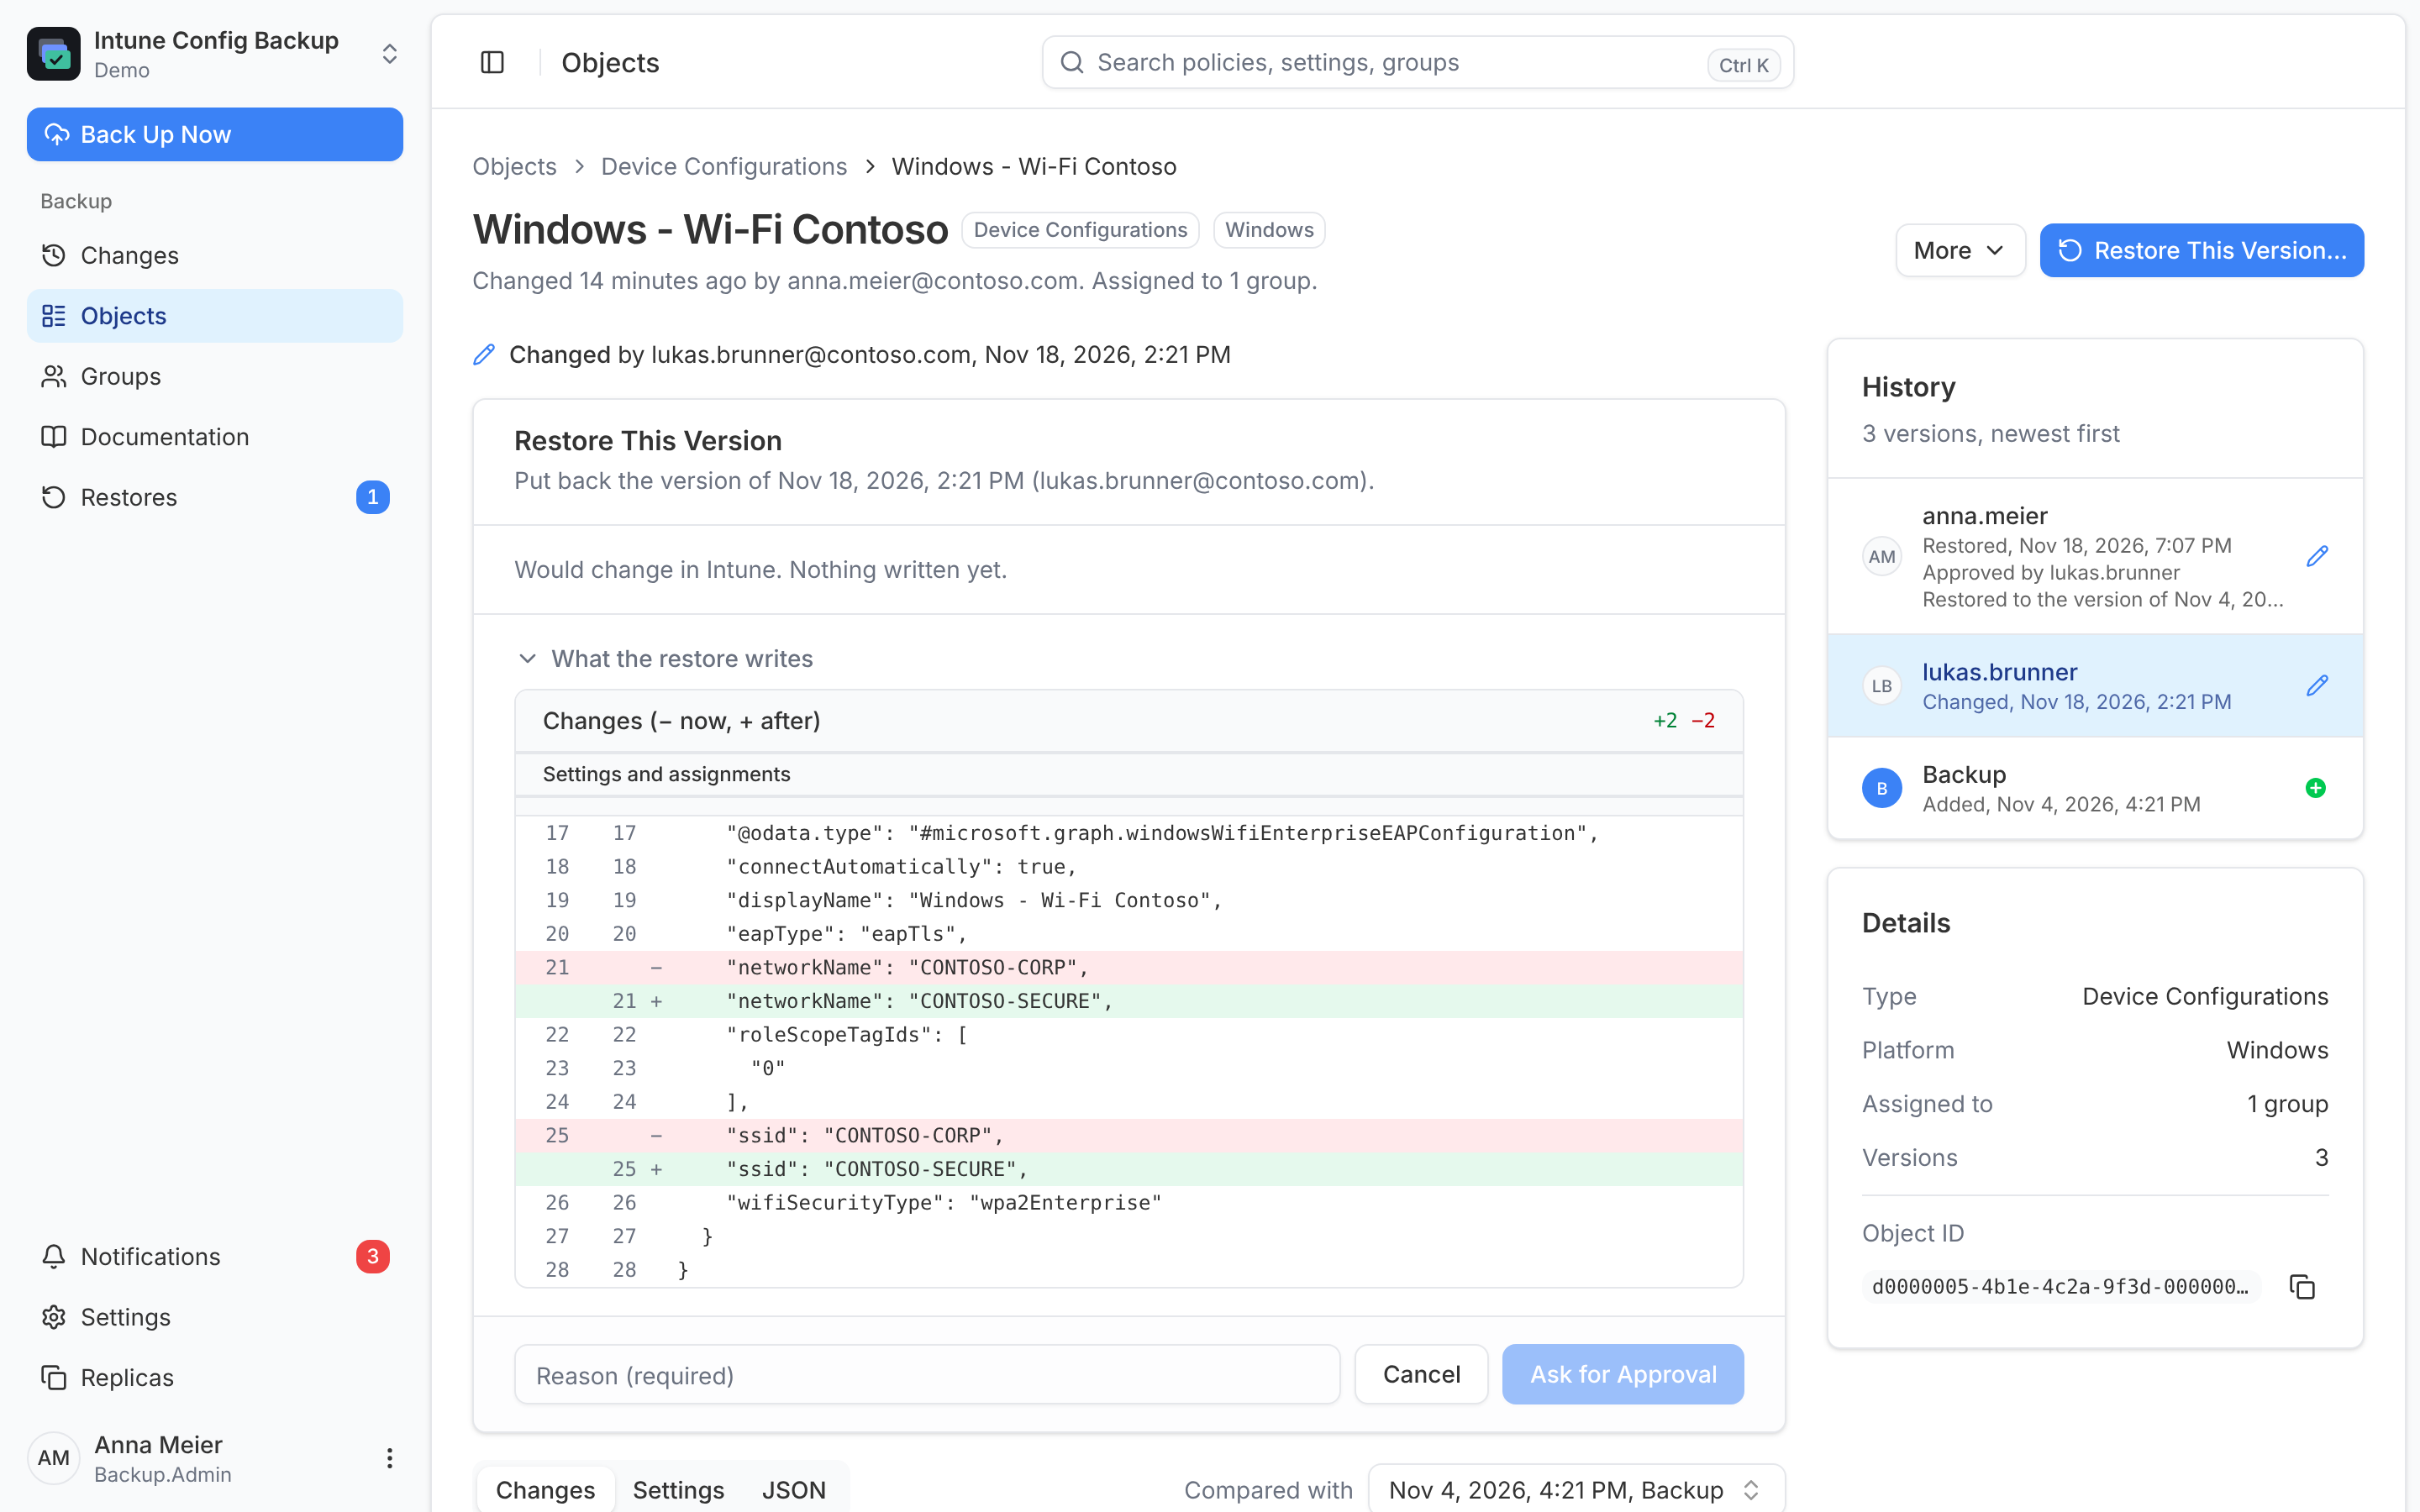 Intune Config Backup
Demo
Back Up Now
Backup
Changes
Objects
Groups
Documentation
Restores
1
Notifications
3
Settings
Replicas
AM
Anna Meier
Backup.Admin
Objects
Search policies, settings, groups
Ctrl K
Objects > Device Configurations > Windows - Wi-Fi Contoso
Windows - Wi-Fi Contoso
Device Configurations
Windows
Changed 14 minutes ago by anna.meier@contoso.com. Assigned to 1 group.
More
Restore This Version...
Changed by lukas.brunner@contoso.com, Nov 18, 2026, 2:21 PM
Restore This Version
Put back the version of Nov 18, 2026, 2:21 PM (lukas.brunner@contoso.com).
Would change in Intune. Nothing written yet.
What the restore writes
Changes (− now, + after)
+2 −2
Settings and assignments
17 17 "@odata.type": "#microsoft.graph.windowsWifiEnterpriseEAPConfiguration",
18 18 "connectAutomatically": true,
19 19 "displayName": "Windows - Wi-Fi Contoso",
20 20 "eapType": "eapTls",
21 − "networkName": "CONTOSO-CORP",
21 + "networkName": "CONTOSO-SECURE",
22 22 "roleScopeTagIds": [
23 23 "0"
24 24 ],
25 − "ssid": "CONTOSO-CORP",
25 + "ssid": "CONTOSO-SECURE",
26 26 "wifiSecurityType": "wpa2Enterprise"
27 27 }
28 28 }
Reason (required)
Cancel
Ask for Approval
Changes
Settings
JSON
Compared with
Nov 4, 2026, 4:21 PM, Backup
History
3 versions, newest first
AM
anna.meier
Restored, Nov 18, 2026, 7:07 PM
Approved by lukas.brunner
Restored to the version of Nov 4, 20...
LB
lukas.brunner
Changed, Nov 18, 2026, 2:21 PM
B
Backup
Added, Nov 4, 2026, 4:21 PM
Details
Type Device Configurations
Platform Windows
Assigned to 1 group
Versions 3
Object ID
d0000005-4b1e-4c2a-9f3d-000000…